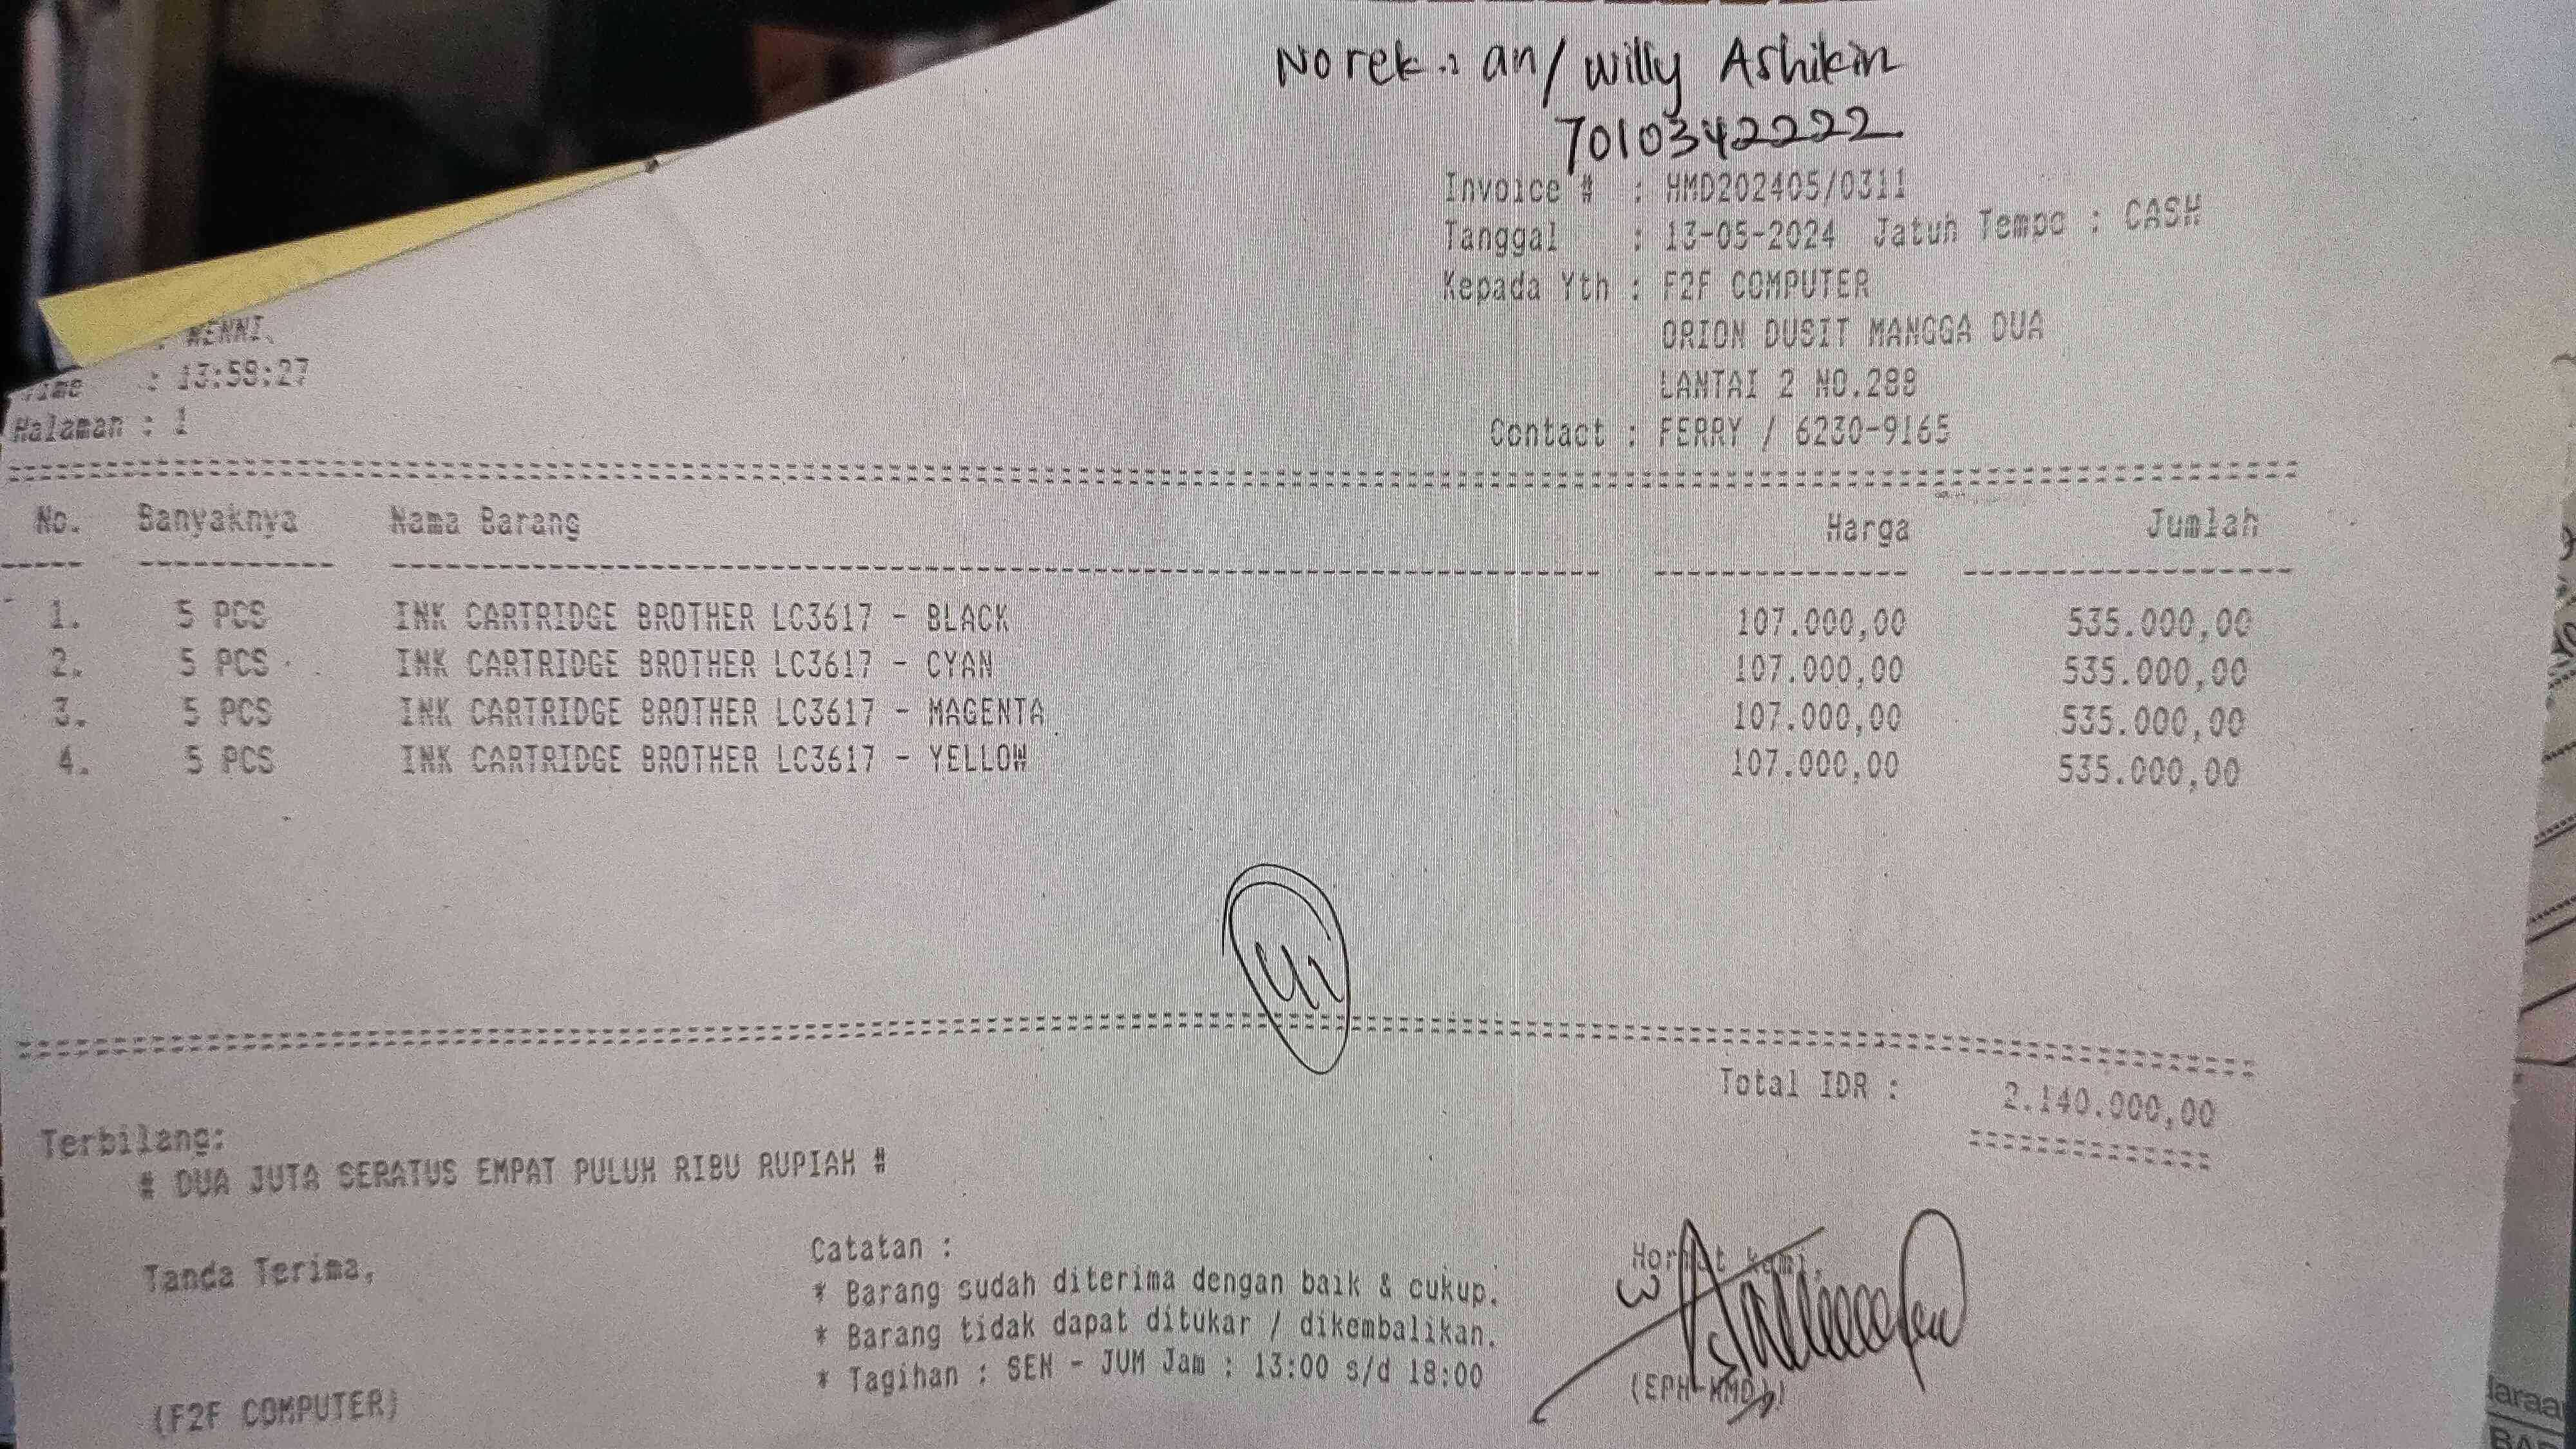 No rek : an/ Willy Ashikin
7010342222
Invoice # : HMD202405/0311
Tanggal : 13-05-2024 Jatuh Tempo : CASH
Kepada Yth : F2F COMPUTER
ORION DUSIT MANGGA DUA
LANTAI 2 NO.288
: 13:59:27
Halaman : 1
Contact : FERRY / 6230-9165
No. Banyaknya Nama Barang Harga Jumlah
1. 5 PCS INK CARTRIDGE BROTHER LC3617 - BLACK 107.000,00 535.000,00
2. 5 PCS INK CARTRIDGE BROTHER LC3617 - CYAN 107.000,00 535.000,00
3. 5 PCS INK CARTRIDGE BROTHER LC3617 - MAGENTA 107.000,00 535.000,00
4. 5 PCS INK CARTRIDGE BROTHER LC3617 - YELLOW 107.000,00 535.000,00
Total IDR : 2.140.000,00
Terbilang:
# DUA JUTA SERATUS EMPAT PULUH RIBU RUPIAH #
Tanda Terima,
Catatan :
* Barang sudah diterima dengan baik & cukup.
* Barang tidak dapat ditukar / dikembalikan.
* Tagihan : SEN - JUM Jam : 13:00 s/d 18:00
Hormat kami,
(F2F COMPUTER)